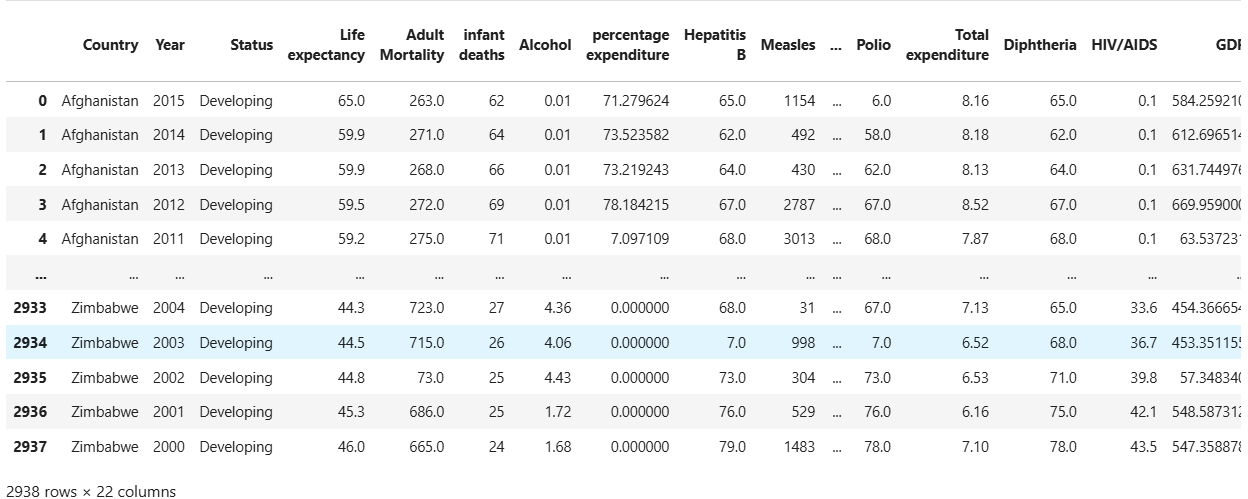 Country Year Status Life expectancy Adult Mortality infant deaths Alcohol percentage expenditure Hepatitis B Measles ... Polio Total expenditure Diphtheria HIV/AIDS GDP
0 Afghanistan 2015 Developing 65.0 263.0 62 0.01 71.279624 65.0 1154 ... 6.0 8.16 65.0 0.1 584.259210
1 Afghanistan 2014 Developing 59.9 271.0 64 0.01 73.523582 62.0 492 ... 58.0 8.18 62.0 0.1 612.696514
2 Afghanistan 2013 Developing 59.9 268.0 66 0.01 73.219243 64.0 430 ... 62.0 8.13 64.0 0.1 631.744976
3 Afghanistan 2012 Developing 59.5 272.0 69 0.01 78.184215 67.0 2787 ... 67.0 8.52 67.0 0.1 669.959000
4 Afghanistan 2011 Developing 59.2 275.0 71 0.01 7.097109 68.0 3013 ... 68.0 7.87 68.0 0.1 63.537231
... ... ... ... ... ... ... ... ... ... ... ... ... ... ... ... ..
2933 Zimbabwe 2004 Developing 44.3 723.0 27 4.36 0.000000 68.0 31 ... 67.0 7.13 65.0 33.6 454.366654
2934 Zimbabwe 2003 Developing 44.5 715.0 26 4.06 0.000000 7.0 998 ... 7.0 6.52 68.0 36.7 453.351155
2935 Zimbabwe 2002 Developing 44.8 73.0 25 4.43 0.000000 73.0 304 ... 73.0 6.53 71.0 39.8 57.348340
2936 Zimbabwe 2001 Developing 45.3 686.0 25 1.72 0.000000 76.0 529 ... 76.0 6.16 75.0 42.1 548.587312
2937 Zimbabwe 2000 Developing 46.0 665.0 24 1.68 0.000000 79.0 1483 ... 78.0 7.10 78.0 43.5 547.358878
2938 rows × 22 columns